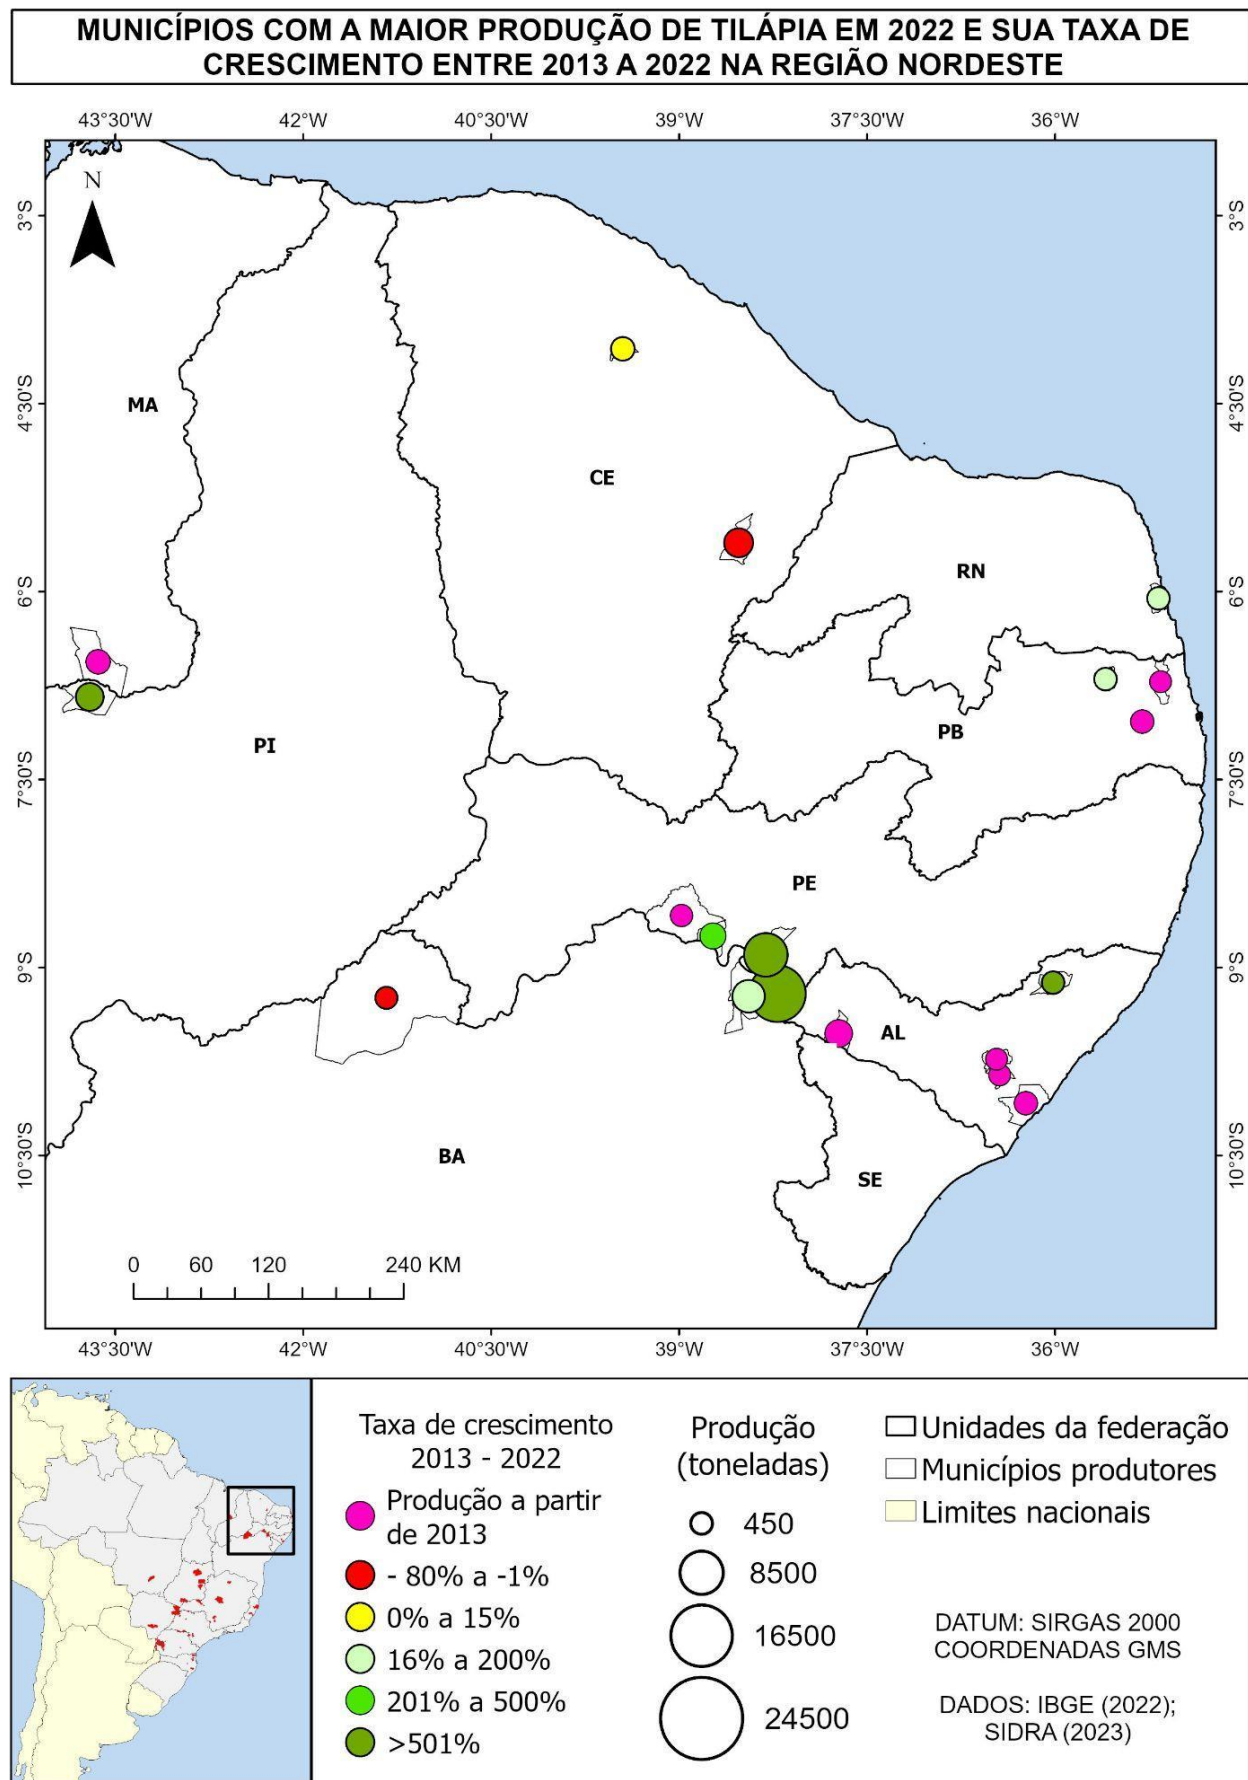 MUNICÍPIOS COM A MAIOR PRODUÇÃO DE TILÁPIA EM 2022 E SUA TAXA DE
CRESCIMENTO ENTRE 2013 A 2022 NA REGIÃO NORDESTE
43°30'W 42°W 40°30'W 39°W 37°30'W 36°W
N
3°S 3°S
4°30'S 4°30'S
MA
CE
RN
6°S 6°S
PB
PI
7°30'S 7°30'S
PE
9°S 9°S
AL
BA
10°30'S 10°30'S
SE
0 60 120 240 KM
43°30'W 42°W 40°30'W 39°W 37°30'W 36°W
Taxa de crescimento
2013 - 2022
Produção a partir
de 2013
- 80% a -1%
0% a 15%
16% a 200%
201% a 500%
>501%
Produção
(toneladas)
450
8500
16500
24500
Unidades da federação
Municípios produtores
Limites nacionais
DATUM: SIRGAS 2000
COORDENADAS GMS
DADOS: IBGE (2022);
SIDRA (2023)